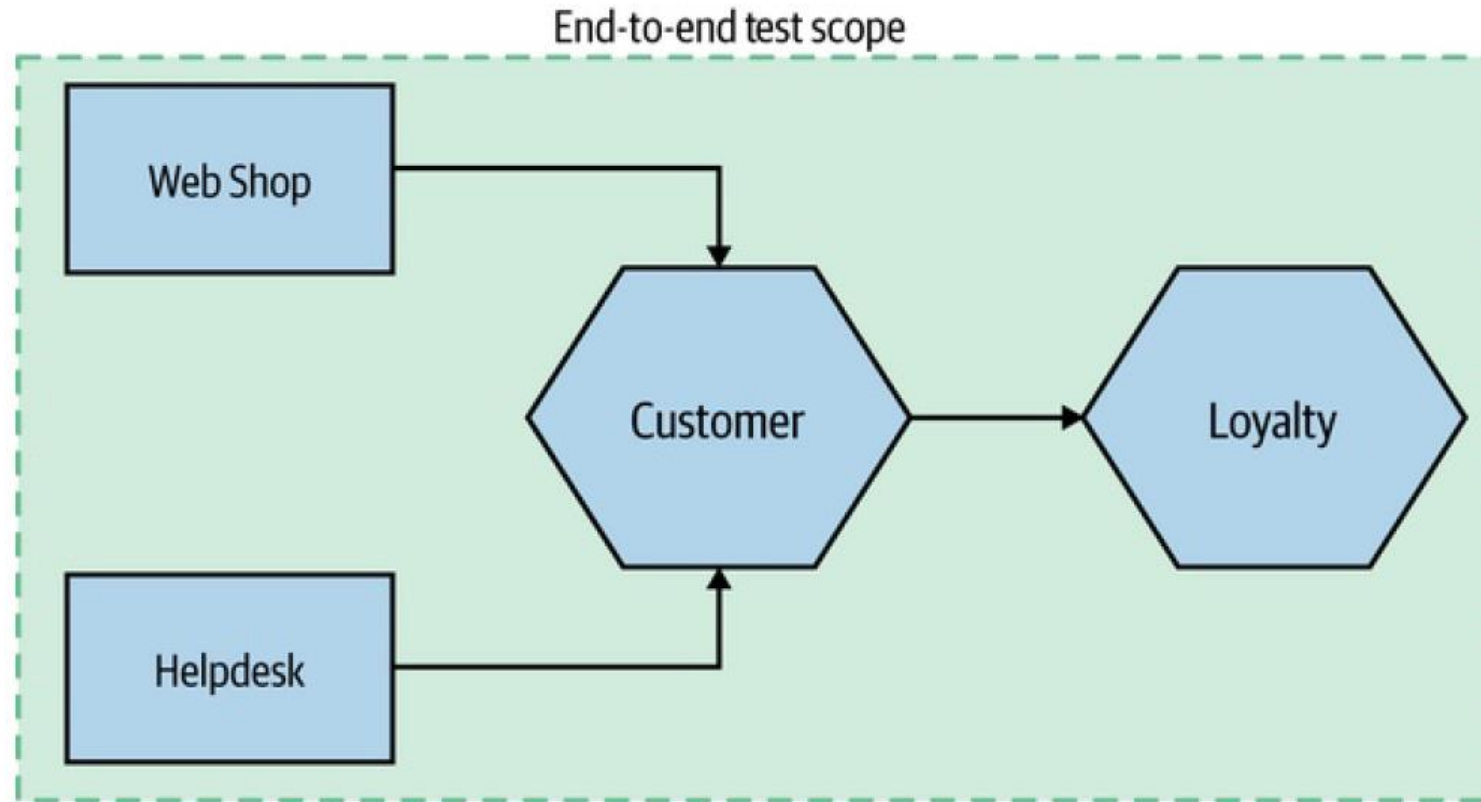 End-to-end test scope
Web Shop
Customer
Loyalty
Helpdesk